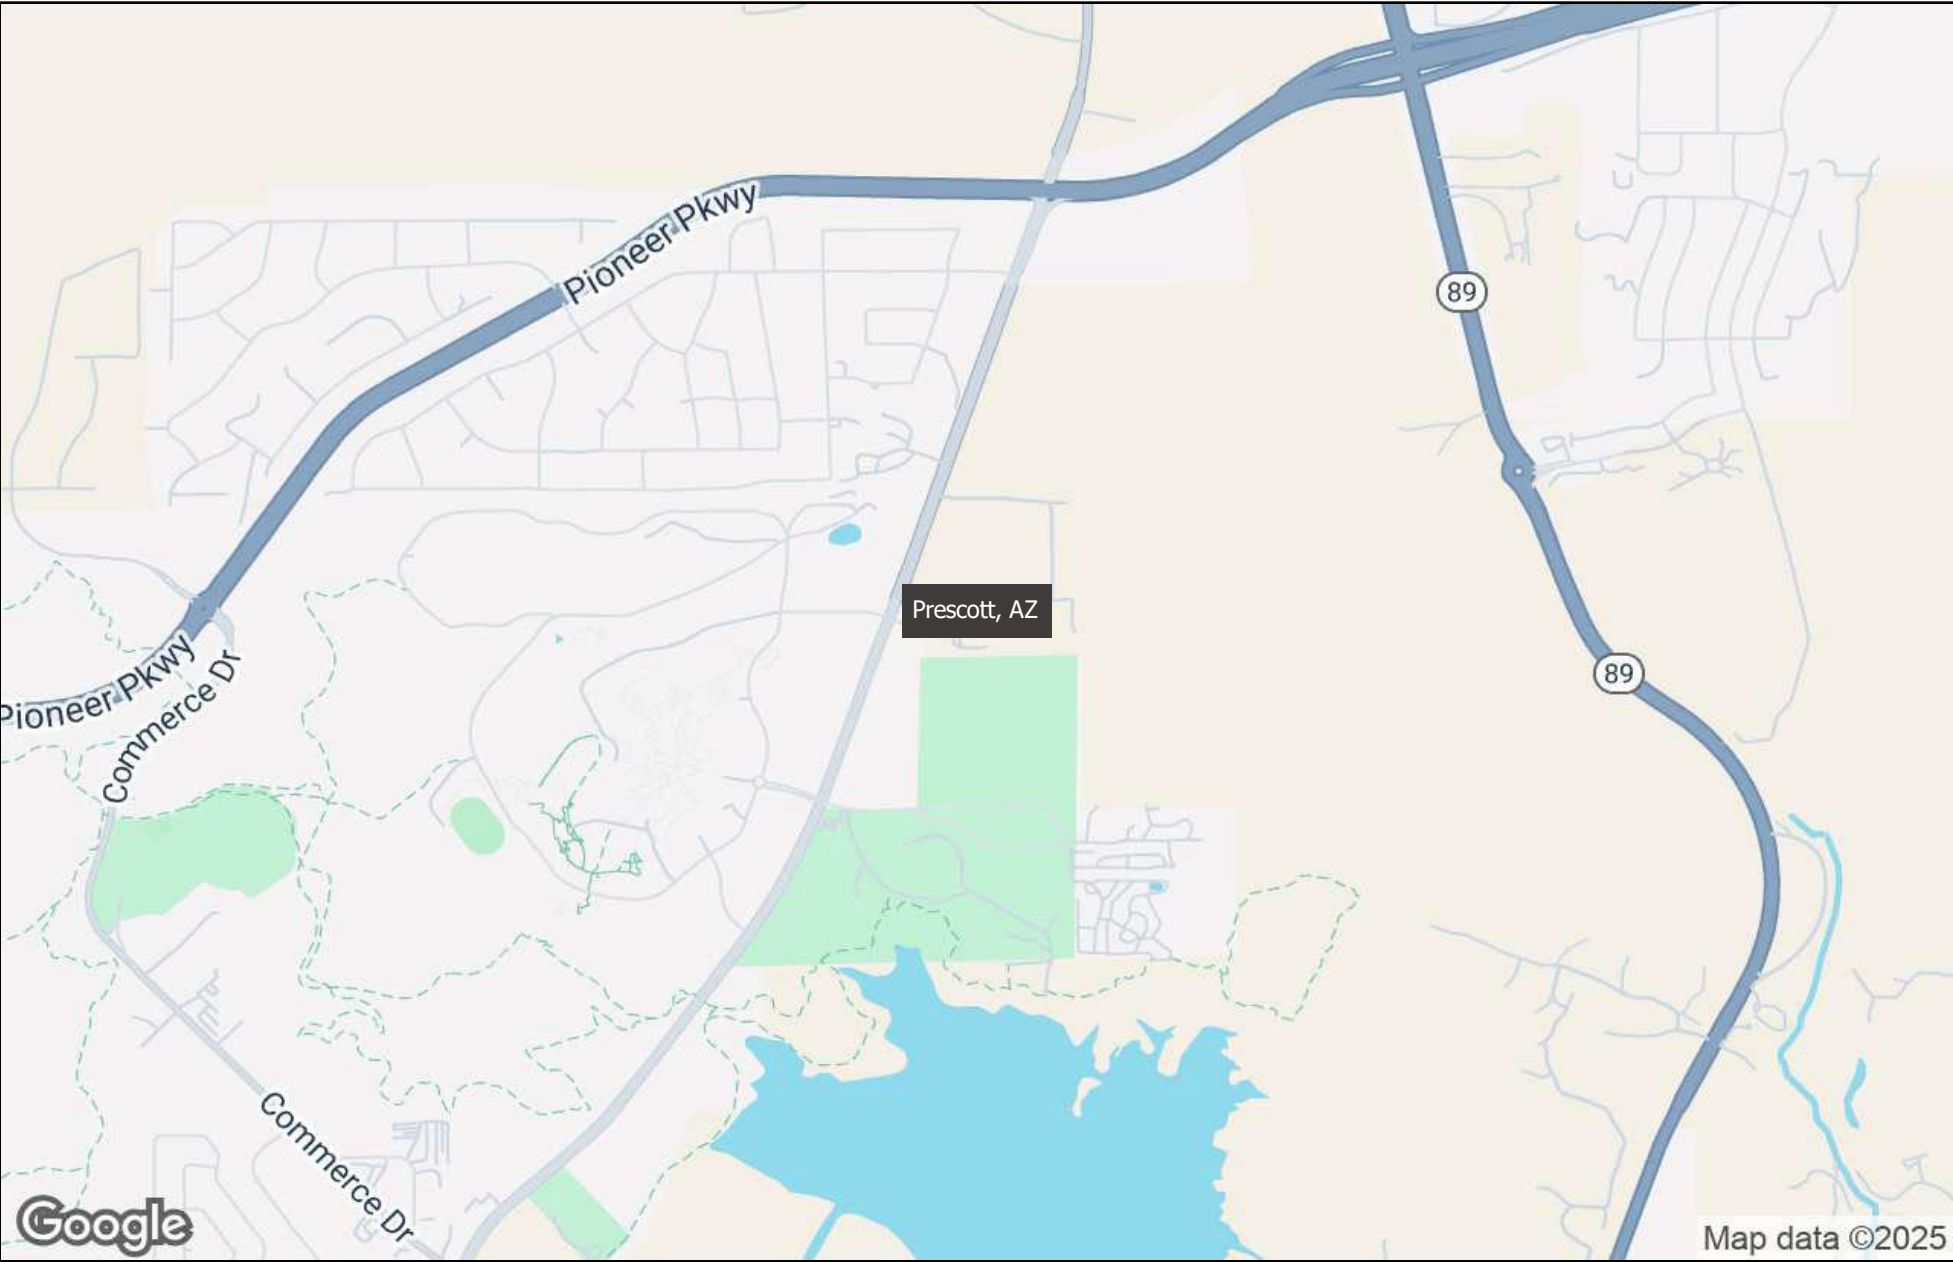 Pioneer Pkwy
89
Prescott, AZ
Pioneer Pkwy
Commerce Dr
89
Commerce Dr
Google
Map data ©2025